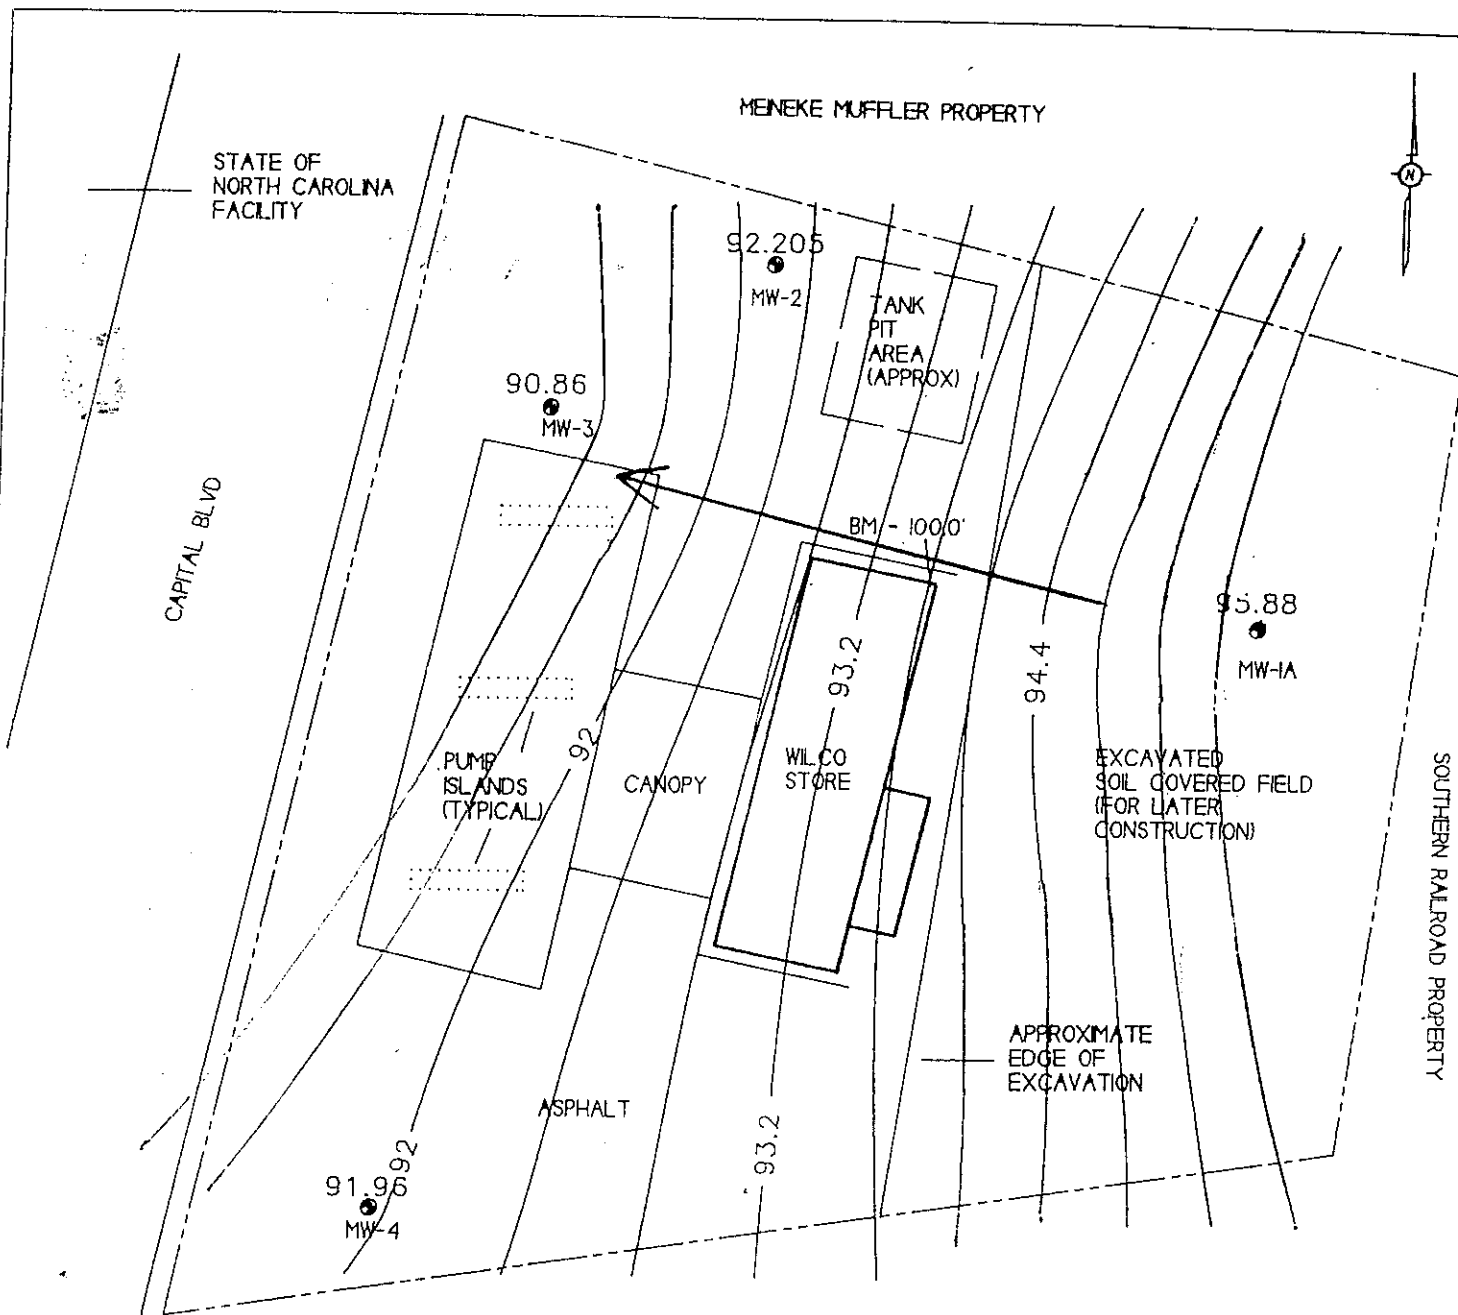 MEINEKE MUFFLER PROPERTY
STATE OF
NORTH CAROLINA
FACILITY
N
92.205
MW-2
TANK
PIT
AREA
(APPROX)
90.86
MW-3
BM - 100.0'
CAPITAL BLVD
95.88
MW-1A
93.2
94.4
92
PUMP
ISLANDS
(TYPICAL)
CANOPY
WILCO
STORE
EXCAVATED
SOIL COVERED FIELD
(FOR LATER
CONSTRUCTION)
SOUTHERN RAILROAD PROPERTY
APPROXIMATE
EDGE OF
EXCAVATION
ASPHALT
93.2
92
91.96
MW-4